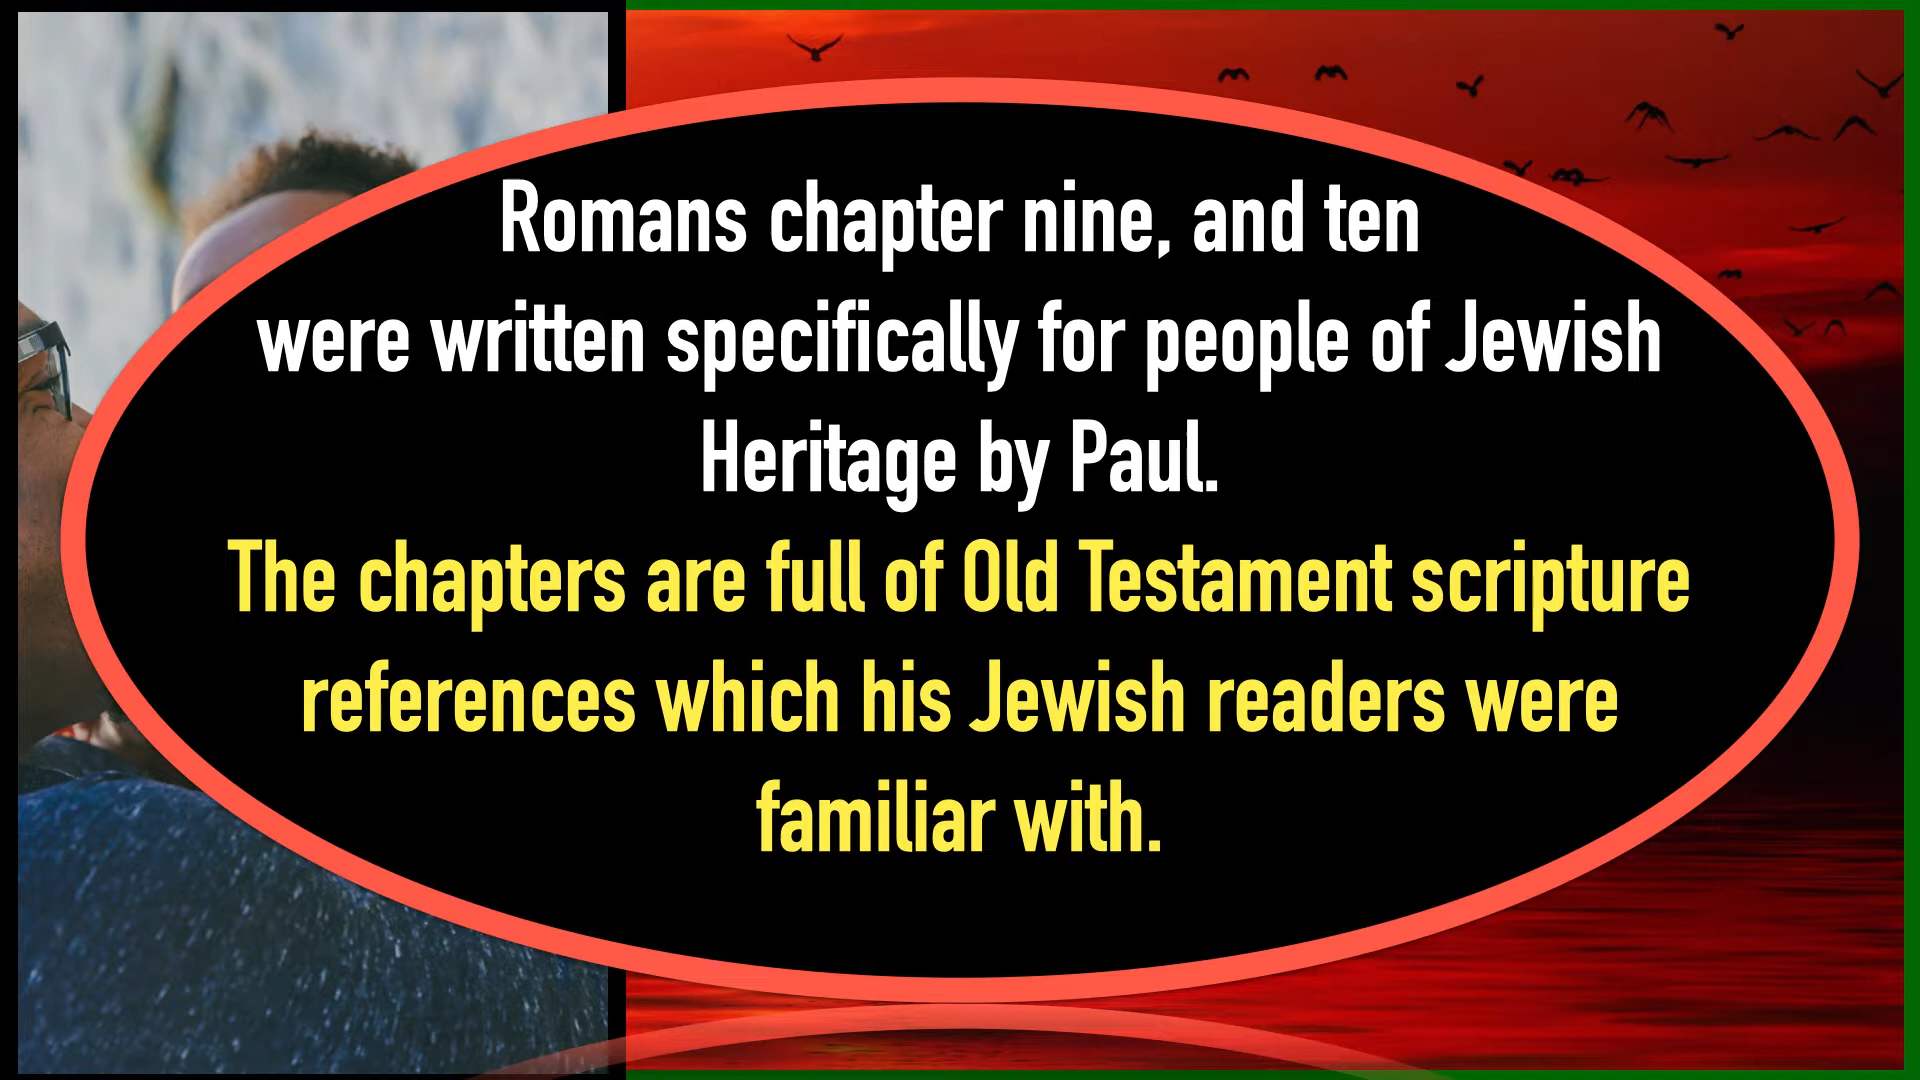 Romans chapter nine, and ten
were written specifically for people of Jewish
Heritage by Paul.
The chapters are full of Old Testament scripture
references which his Jewish readers were
familiar with.